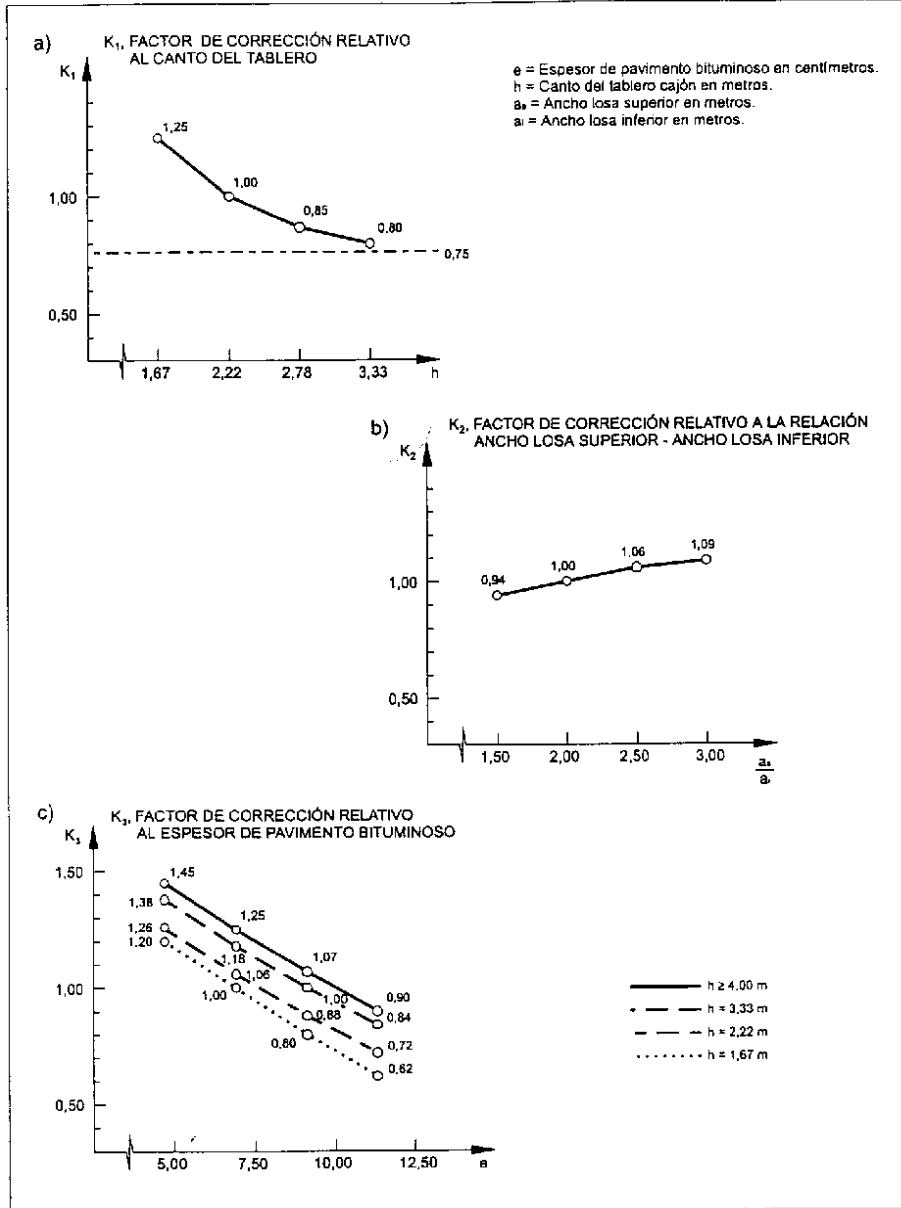 a)
K₁, FACTOR DE CORRECCIÓN RELATIVO
AL CANTO DEL TABLERO
K₁
e = Espesor de pavimento bituminoso en centímetros.
h = Canto del tablero cajón en metros.
aₛ = Ancho losa superior en metros.
aᵢ = Ancho losa inferior en metros.
1,25
1,00
1,00
0,85
0,80
0,75
0,50
1,67 2,22 2,78 3,33 h
b)
K₂, FACTOR DE CORRECCIÓN RELATIVO A LA RELACIÓN
ANCHO LOSA SUPERIOR - ANCHO LOSA INFERIOR
K₂
1,00
0,94
1,00
1,06
1,09
0,50
1,50 2,00 2,50 3,00
aₛ
aᵢ
c)
K₃, FACTOR DE CORRECCIÓN RELATIVO
AL ESPESOR DE PAVIMENTO BITUMINOSO
K₃
1,50
1,45
1,38
1,25
1,26
1,20
1,18
1,06
1,07
1,00
1,00
1,00
0,90
0,88
0,84
0,80
0,72
0,62
0,50
5,00 7,50 10,00 12,50 e
h ≥ 4,00 m
h = 3,33 m
h = 2,22 m
h = 1,67 m